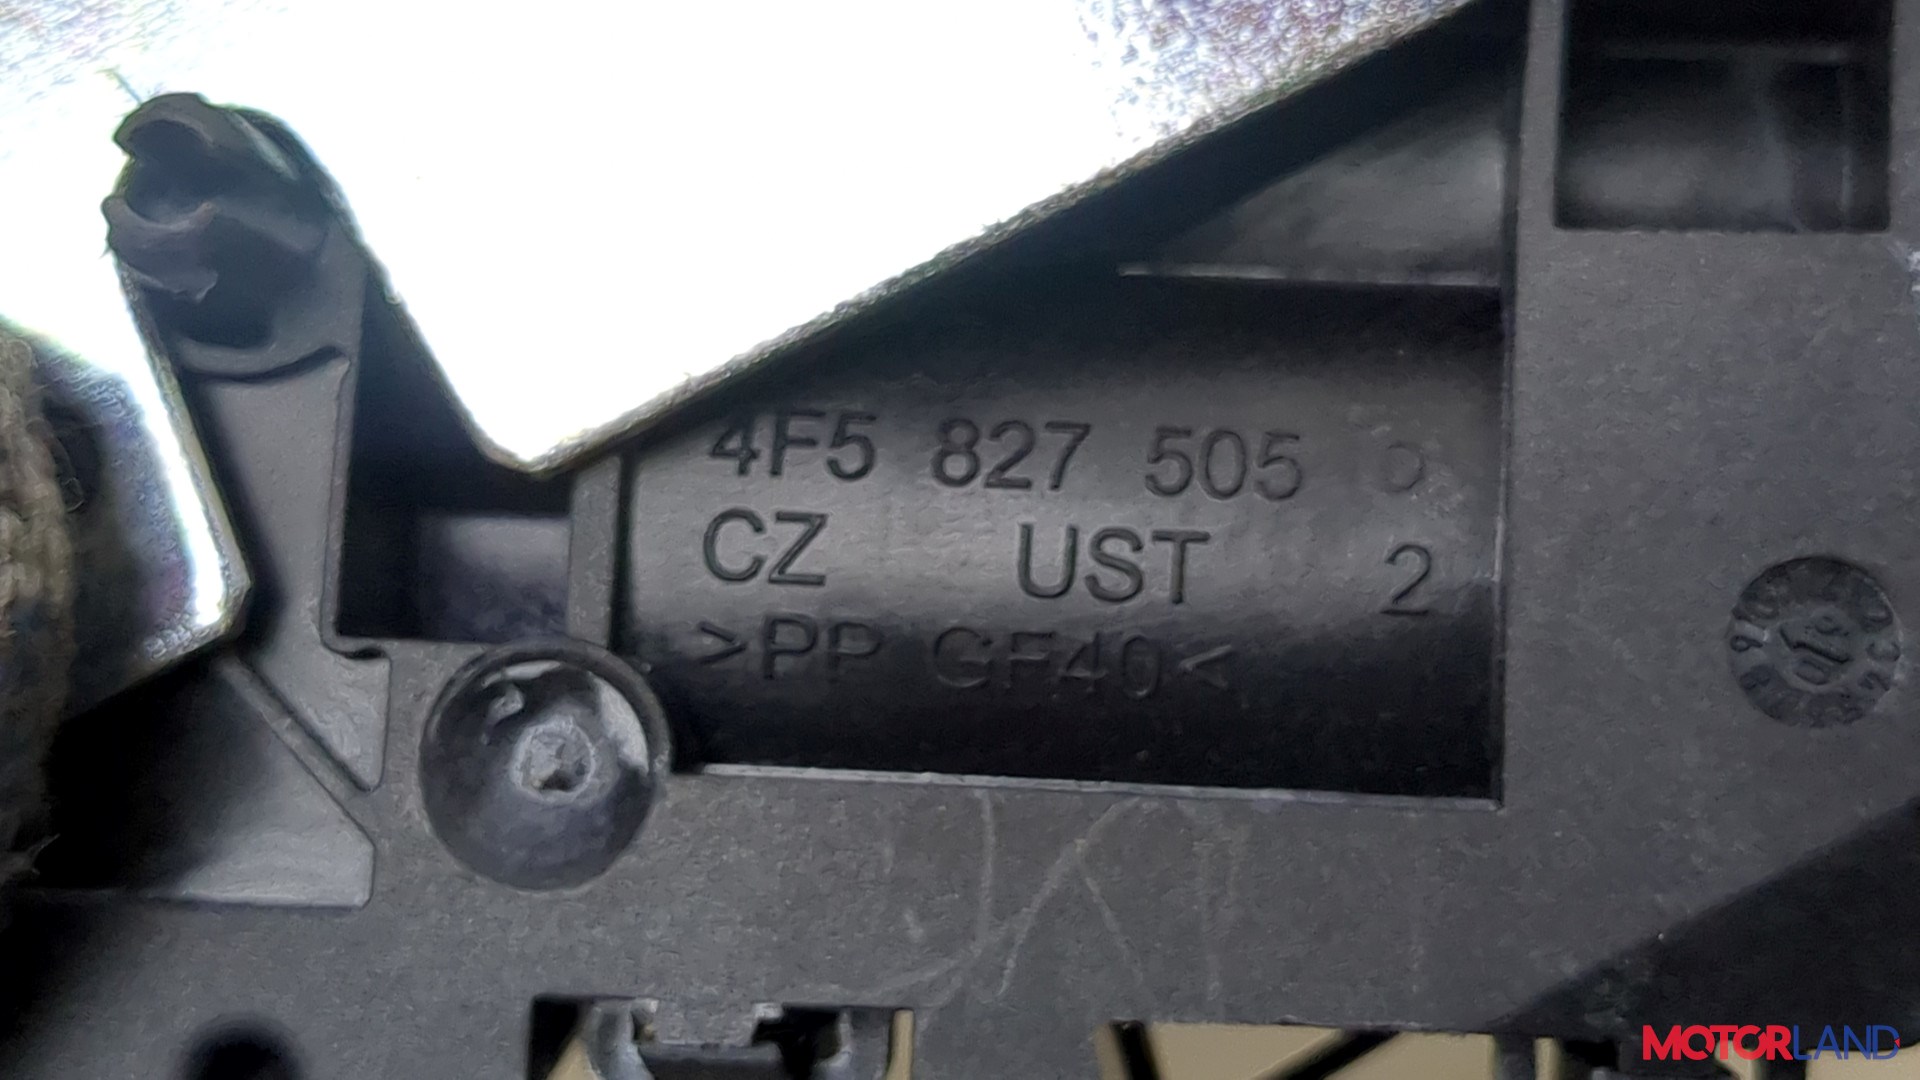 4F5 827 505 D
CZ UST 2
>PP GF40<
MOTORLAND